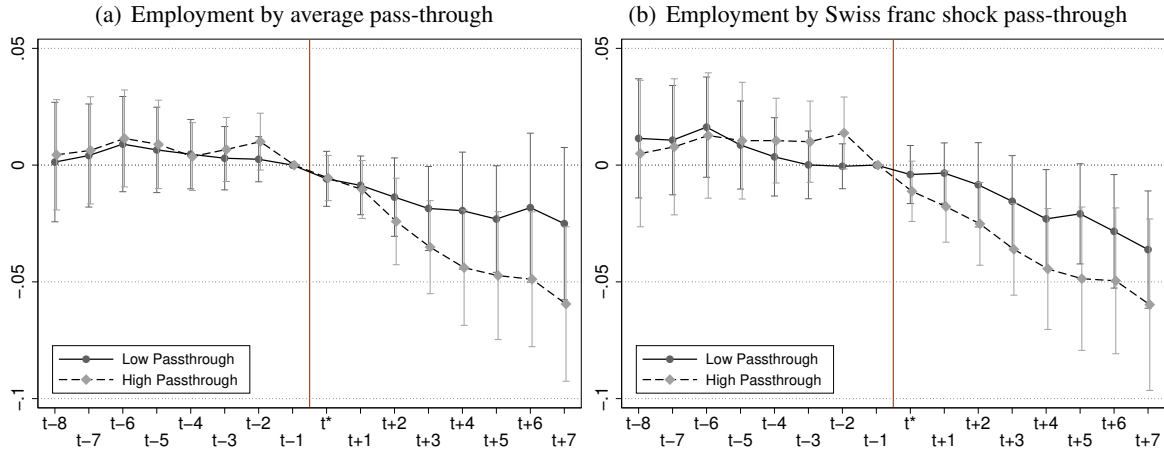 (a) Employment by average pass-through
.05
0
−.05
−.1
Low Passthrough
High Passthrough
t−8 t−6 t−4 t−2 t* t+2 t+4 t+6
t−7 t−5 t−3 t−1 t+1 t+3 t+5 t+7
(b) Employment by Swiss franc shock pass-through
.05
0
−.05
−.1
Low Passthrough
High Passthrough
t−8 t−6 t−4 t−2 t* t+2 t+4 t+6
t−7 t−5 t−3 t−1 t+1 t+3 t+5 t+7